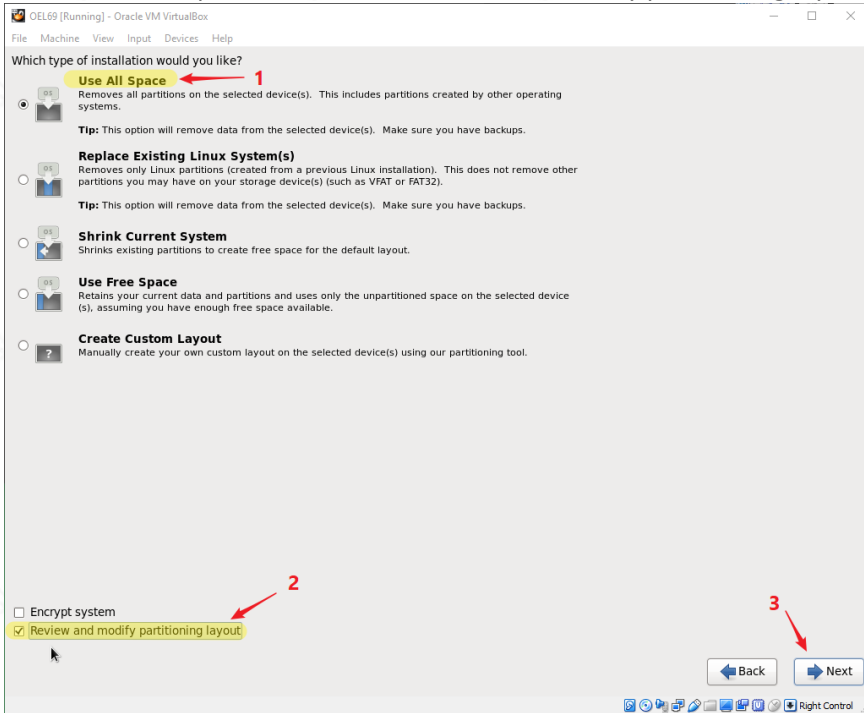 OEL69 [Running] - Oracle VM VirtualBox
File Machine View Input Devices Help
Which type of installation would you like?
Use All Space 1
Removes all partitions on the selected device(s). This includes partitions created by other operating
systems.
Tip: This option will remove data from the selected device(s). Make sure you have backups.
Replace Existing Linux System(s)
Removes only Linux partitions (created from a previous Linux installation). This does not remove other
partitions you may have on your storage device(s) (such as VFAT or FAT32).
Tip: This option will remove data from the selected device(s). Make sure you have backups.
Shrink Current System
Shrinks existing partitions to create free space for the default layout.
Use Free Space
Retains your current data and partitions and uses only the unpartitioned space on the selected device
(s), assuming you have enough free space available.
Create Custom Layout
?
Manually create your own custom layout on the selected device(s) using our partitioning tool.
2
Encrypt system
3
Review and modify partitioning layout
Back Next
Right Control